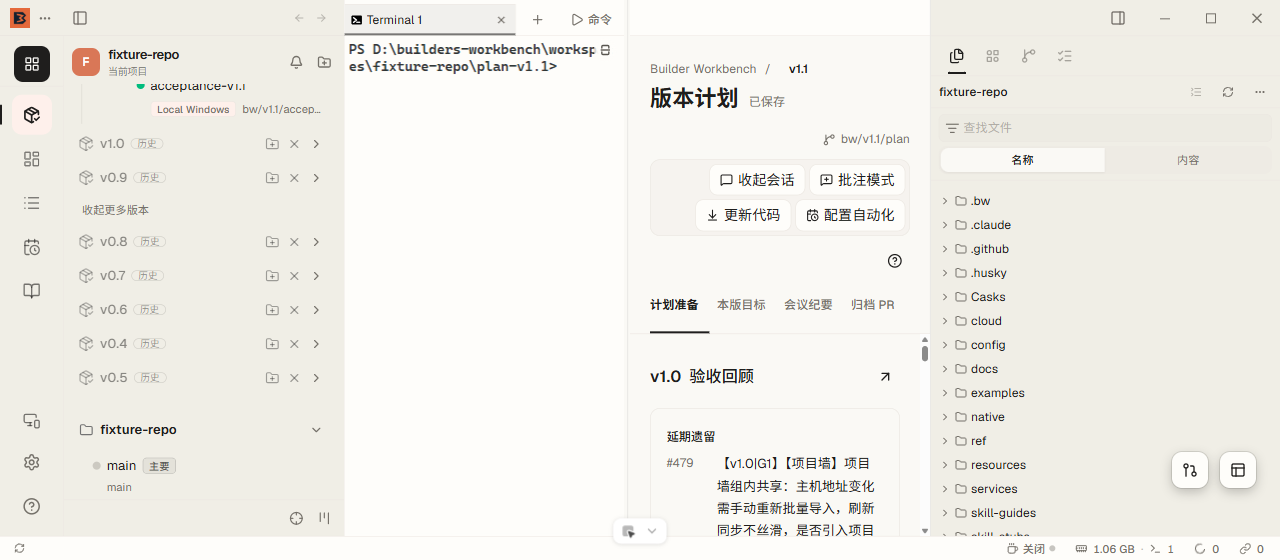 Terminal 1
命令
fixture-repo
当前项目
acceptance-v1.1
Local Windows bw/v1.1/accep...
v1.0 历史
v0.9 历史
收起更多版本
v0.8 历史
v0.7 历史
v0.6 历史
v0.4 历史
v0.5 历史
fixture-repo
main 主要
main
PS D:\builders-workbench\worksp
es\fixture-repo\plan-v1.1>
Builder Workbench / v1.1
版本计划 已保存
bw/v1.1/plan
收起会话 批注模式
更新代码 配置自动化
计划准备 本版目标 会议纪要 归档 PR
v1.0 验收回顾
延期遗留
#479 【v1.0|G1】【项目墙】项目
墙组内共享：主机地址变化
需手动重新批量导入，刷新
同步不丝滑，是否引入项目
fixture-repo
查找文件
名称 内容
.bw
.claude
.github
.husky
Casks
cloud
config
docs
examples
native
ref
resources
services
skill-guides
skill-stubs
关闭 1.06 GB · 1 0 0
F